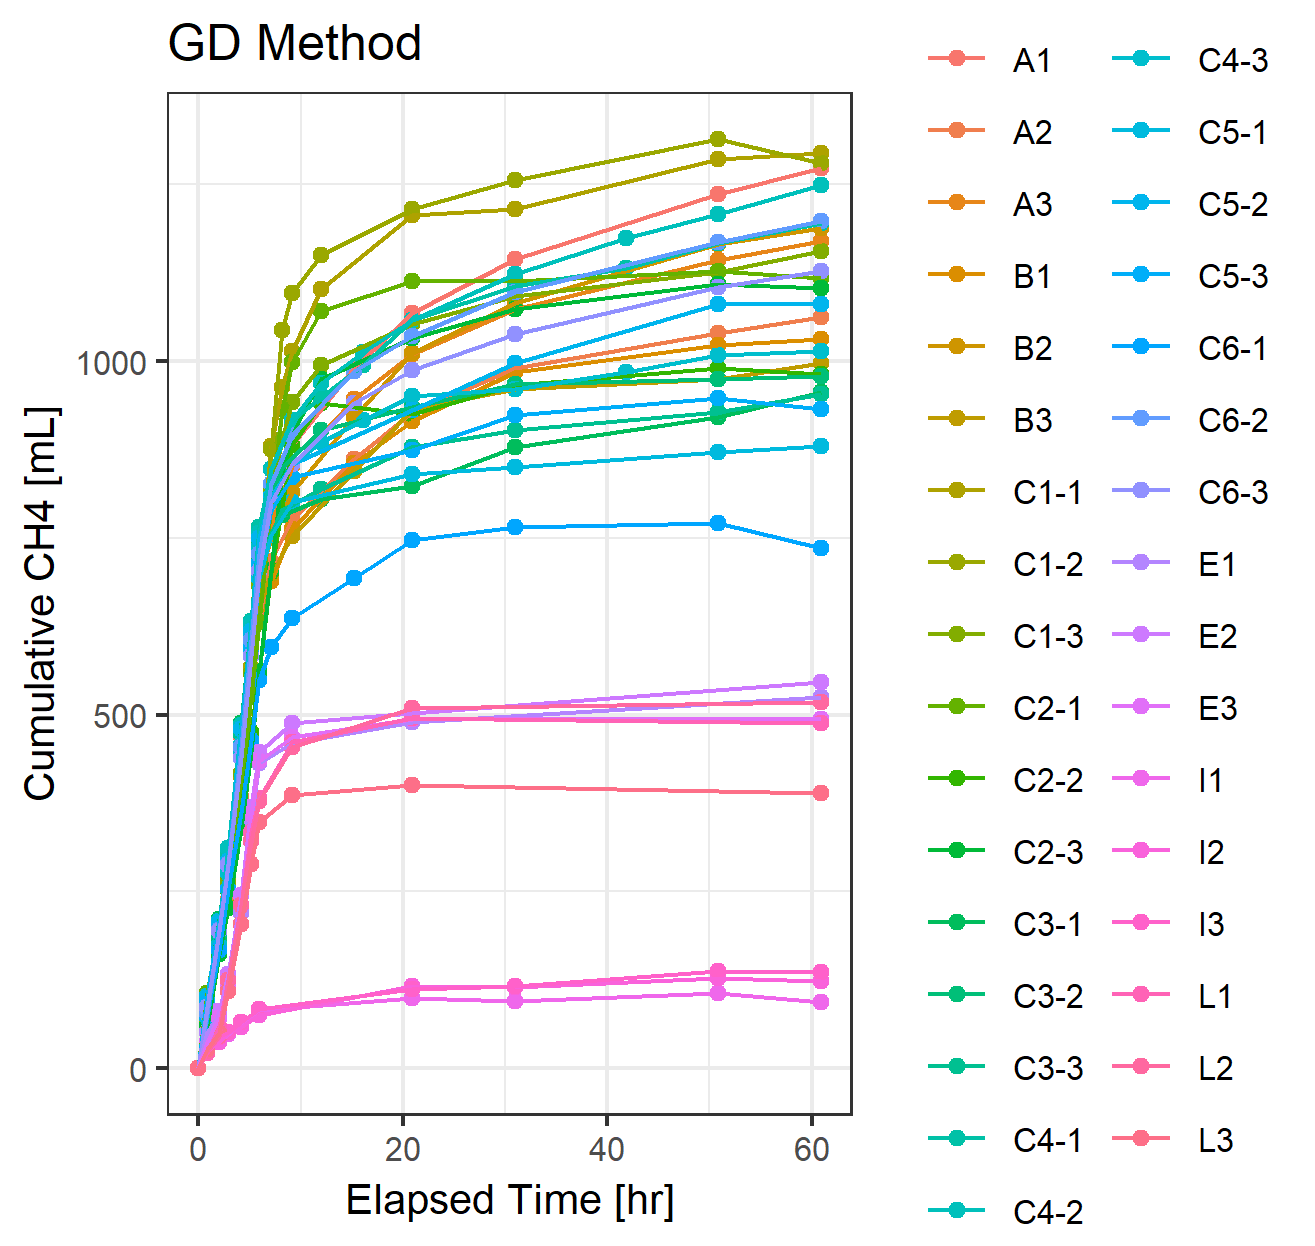 GD Method
Cumulative CH4 [mL]
1000
500
0
0
20
40
60
Elapsed Time [hr]
A1
A2
A3
B1
B2
B3
C1-1
C1-2
C1-3
C2-1
C2-2
C2-3
C3-1
C3-2
C3-3
C4-1
C4-2
C4-3
C5-1
C5-2
C5-3
C6-1
C6-2
C6-3
E1
E2
E3
I1
I2
I3
L1
L2
L3